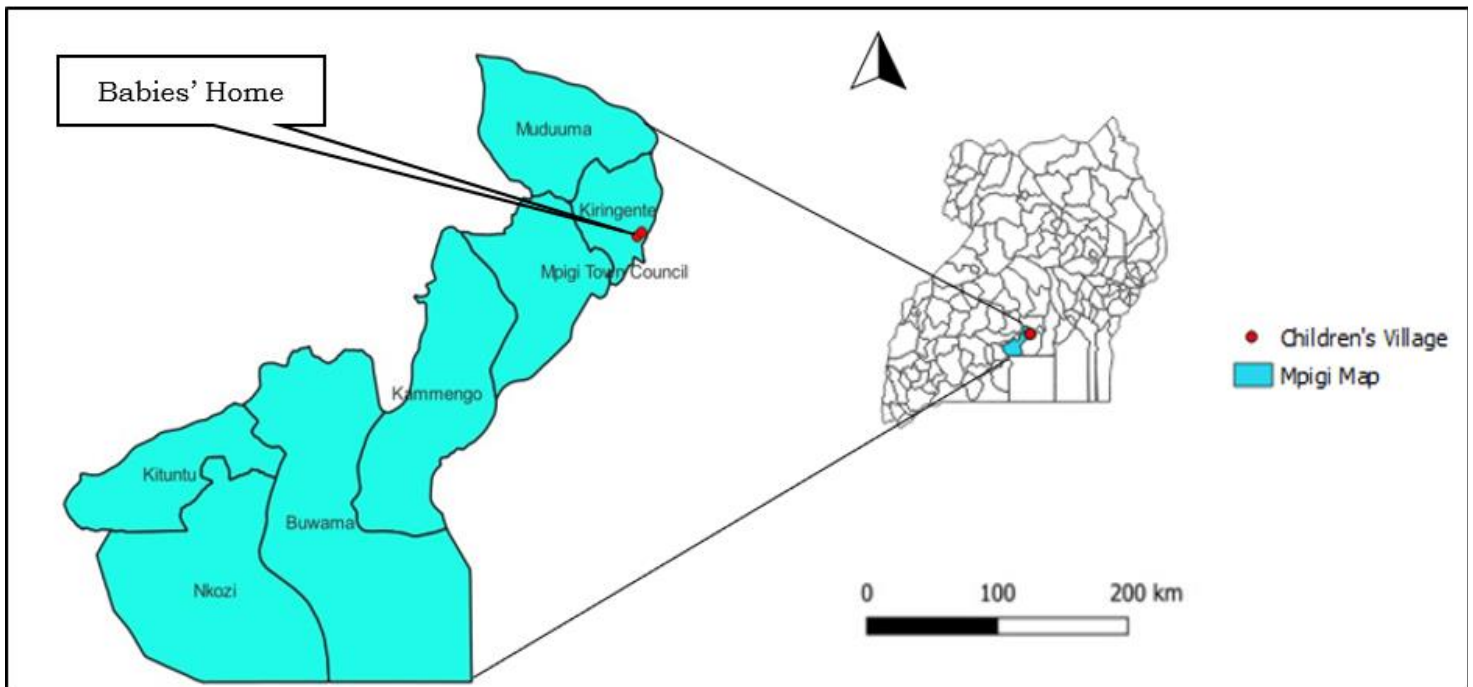 Babies’ Home
Muduuma
Kiringente
Mpigi Town Council
Kammengo
Kituntu
Buwama
Nkozi
Children's Village
Mpigi Map
0 100 200 km